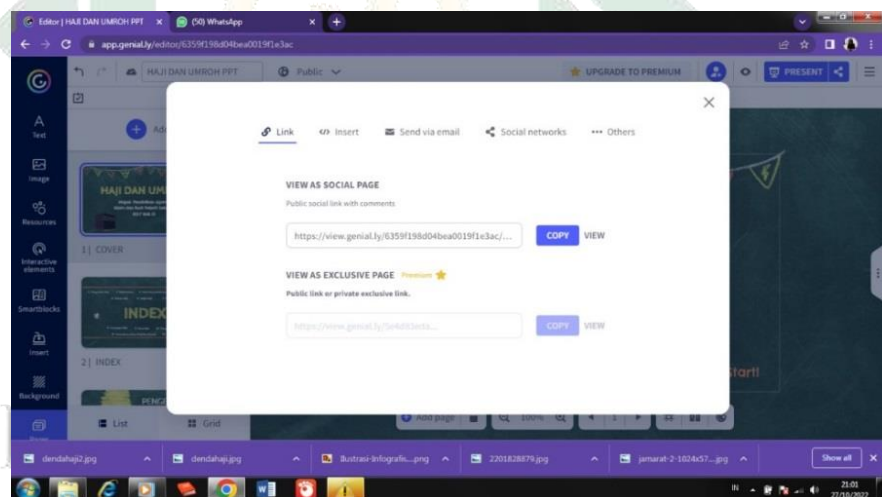 Editor | HAJI DAN UMROH PPT
(50) WhatsApp
app.genial.ly/editor/6359f198d04bea0019f1e3ac
HAJI DAN UMROH PPT
Public
UPGRADE TO PREMIUM
PRESENT
Text
Image
Resources
Interactive elements
Smartblocks
Insert
Background
Add
HAJI DAN UM
1 | COVER
INDEX
2 | INDEX
PENGE
List
Grid
Link
Insert
Send via email
Social networks
Others
VIEW AS SOCIAL PAGE
Public social link with comments
https://view.genial.ly/6359f198d04bea0019f1e3ac/...
COPY
VIEW
VIEW AS EXCLUSIVE PAGE Premium
Public link or private exclusive link.
COPY
VIEW
Start!
Add page
100%
1
dendahaji2.jpg
dendahaji.jpg
Ilustrasi-Infografis....png
2201828879.jpg
jamarat-2-1024x57...jpg
Show all
IN
21:01
27/10/2022